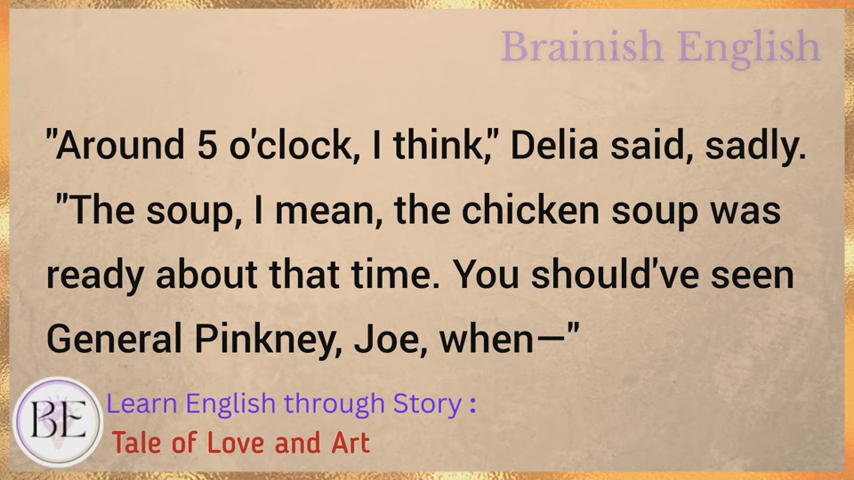 Brainish English
"Around 5 o'clock, I think," Delia said, sadly.
"The soup, I mean, the chicken soup was
ready about that time. You should've seen
General Pinkney, Joe, when—"
BE
Learn English through Story :
Tale of Love and Art